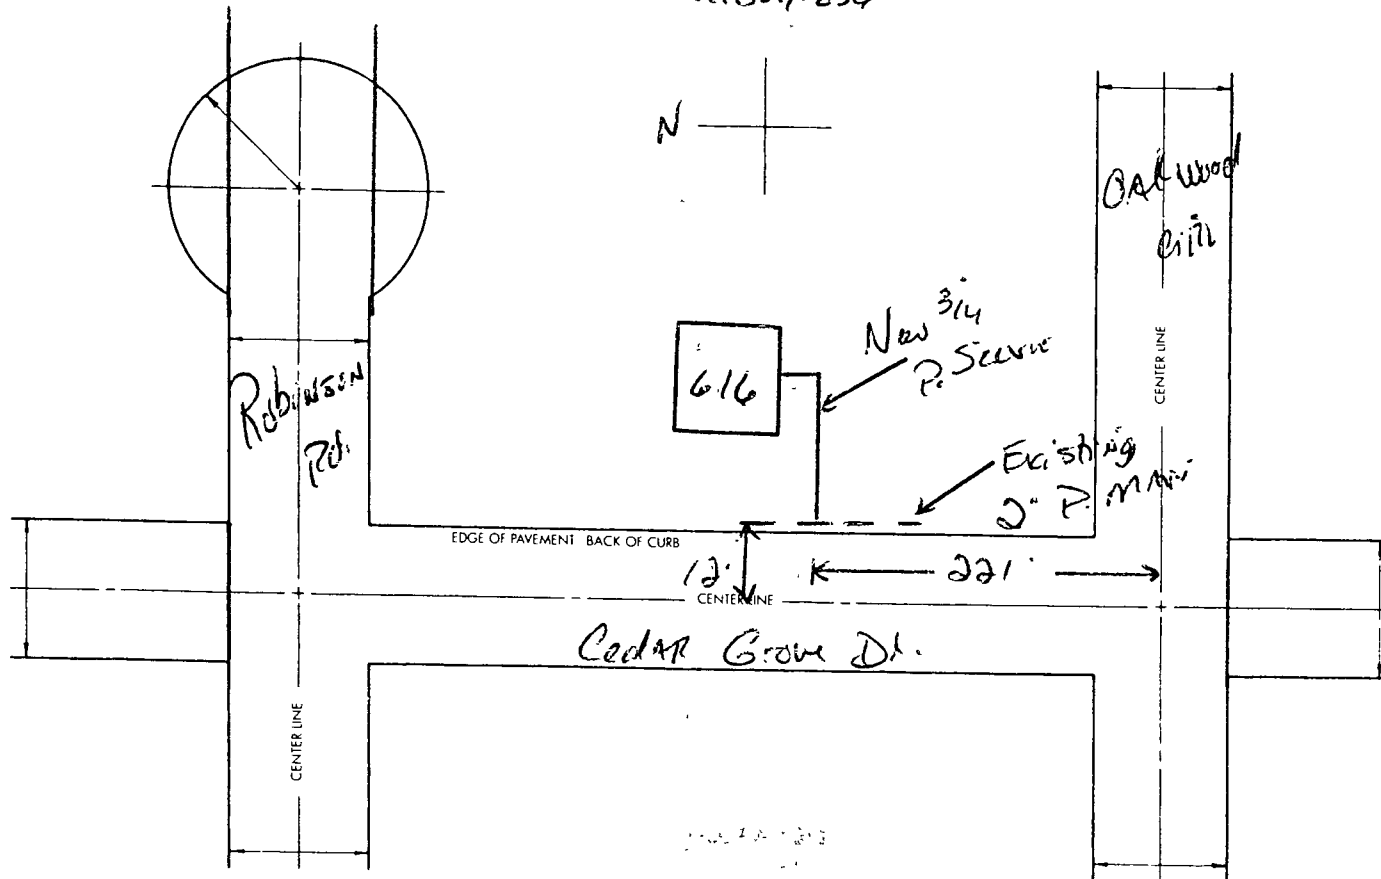 N
Robinson
Rd.
616
New 3/4
P. Service
Existing
2" P. Main
EDGE OF PAVEMENT BACK OF CURB
12'
221'
CENTER LINE
Cedar Grove Dr.
Oakwood
CENTER LINE
CENTER LINE